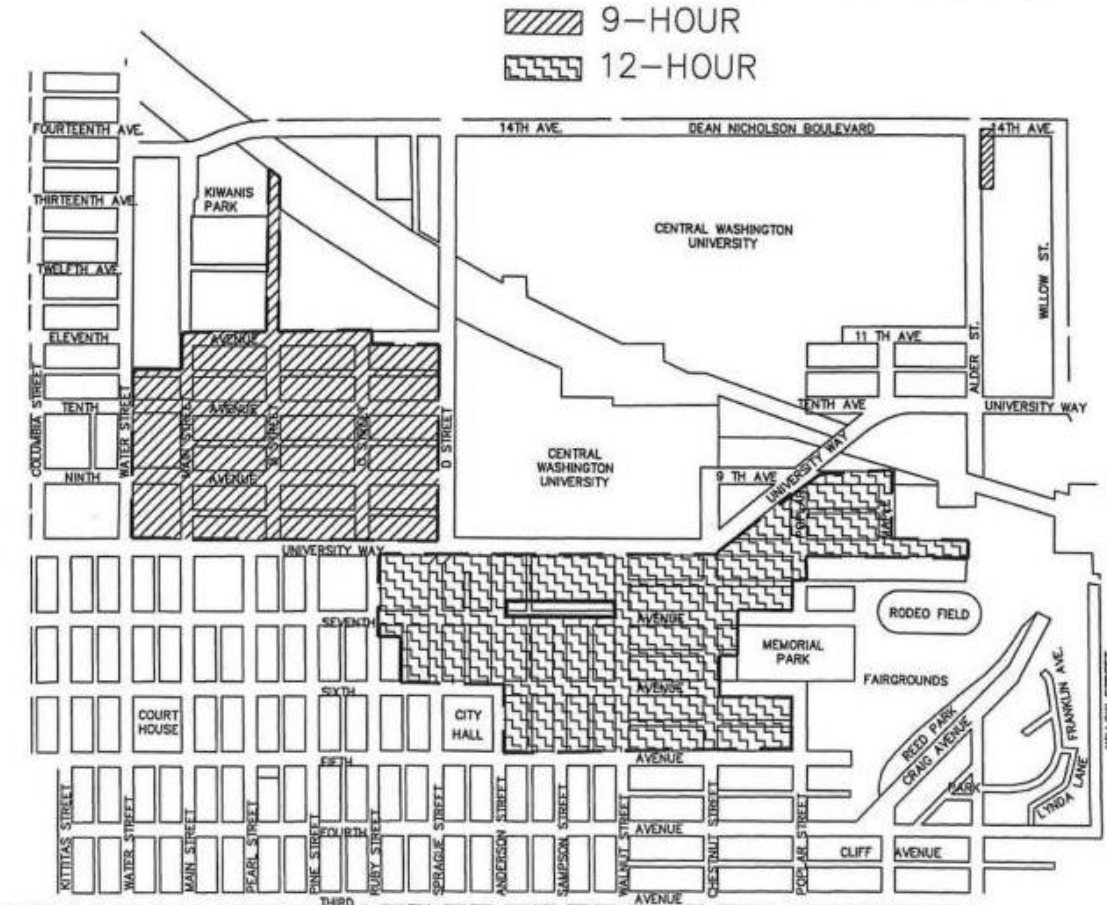 9-HOUR
12-HOUR
FOURTEENTH AVE.
14TH AVE.
DEAN NICHOLSON BOULEVARD
14TH AVE.
KIWANIS
PARK
THIRTEENTH AVE.
CENTRAL WASHINGTON
UNIVERSITY
TWELFTH AVE.
WILLOW ST.
ELEVENTH
AVENUE
11 TH AVE
ALDER ST.
COLUMBIA STREET
WATER STREET
MAIN STREET
D STREET
TENTH
AVENUE
TENTH AVE
UNIVERSITY WAY
NINTH
AVENUE
CENTRAL
WASHINGTON
UNIVERSITY
9 TH AVE
UNIVERSITY WAY
POPLAR
MAPLE
UNIVERSITY WAY
SEVENTH
AVENUE
RODEO FIELD
MEMORIAL
PARK
FAIRGROUNDS
SIXTH
AVENUE
COURT
HOUSE
CITY
HALL
REED PARK
CRAIG AVENUE
FRANKLIN AVE.
FIFTH
AVENUE
PARK
LYNDA LANE
KITTITAS STREET
WATER STREET
MAIN STREET
PEARL STREET
PINE STREET
RUBY STREET
SPRAGUE STREET
ANDERSON STREET
SAMPSON STREET
WALNUT STREET
CHESTNUT STREET
POPLAR STREET
FOURTH
AVENUE
CLIFF AVENUE
THIRD
AVENUE